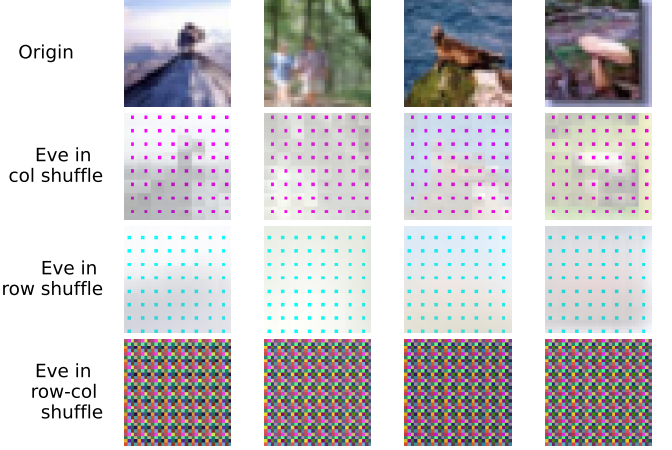 Origin
Eve in
col shuffle
Eve in
row shuffle
Eve in
row-col
shuffle